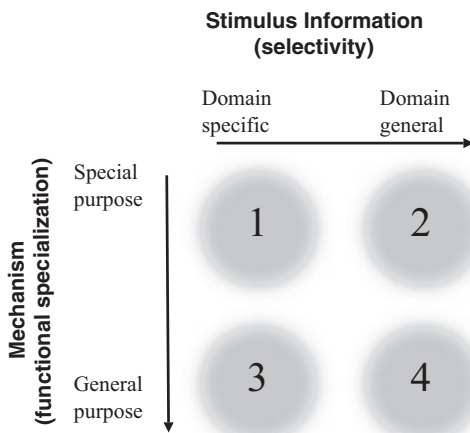 Stimulus Information
(selectivity)
Domain
specific
Domain
general
Mechanism
(functional specialization)
Special
purpose
1
2
General
purpose
3
4